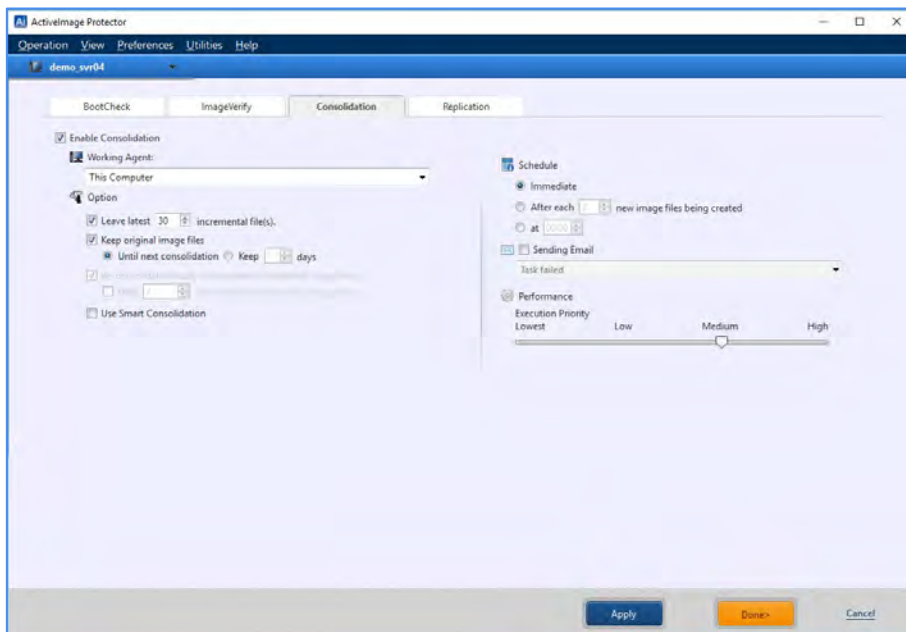 ActiveImage Protector
Operation View Preferences Utilities Help
demo_svr04
BootCheck ImageVerify Consolidation Replication
Enable Consolidation
Working Agent:
This Computer
Option
Leave latest 30 incremental file(s).
Keep original image files
Until next consolidation Keep days
Use Smart Consolidation
Schedule
Immediate
After each new image files being created
at 00:00
Sending Email
Task failed
Performance
Execution Priority
Lowest Low Medium High
Apply Done> Cancel